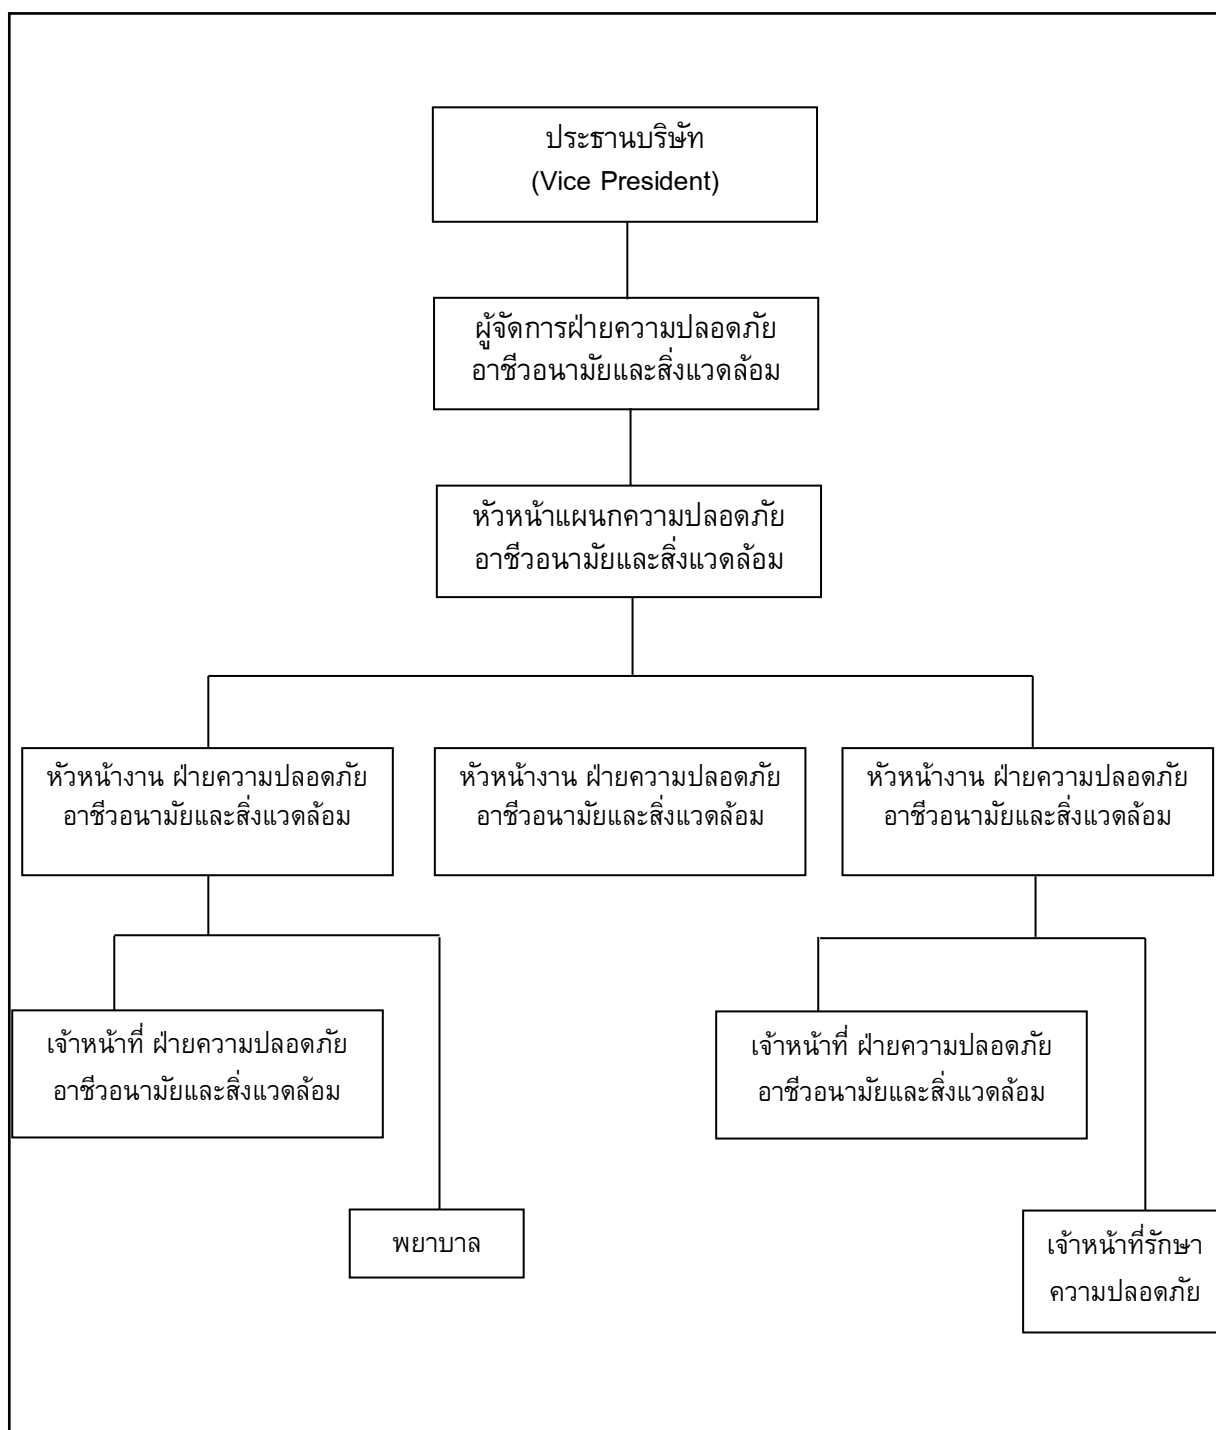 ประธานบริษัท
(Vice President)
ผู้จัดการฝ่ายความปลอดภัย
อาชีวอนามัยและสิ่งแวดล้อม
หัวหน้าแผนกความปลอดภัย
อาชีวอนามัยและสิ่งแวดล้อม
หัวหน้างาน ฝ่ายความปลอดภัย
อาชีวอนามัยและสิ่งแวดล้อม
หัวหน้างาน ฝ่ายความปลอดภัย
อาชีวอนามัยและสิ่งแวดล้อม
หัวหน้างาน ฝ่ายความปลอดภัย
อาชีวอนามัยและสิ่งแวดล้อม
เจ้าหน้าที่ ฝ่ายความปลอดภัย
อาชีวอนามัยและสิ่งแวดล้อม
เจ้าหน้าที่ ฝ่ายความปลอดภัย
อาชีวอนามัยและสิ่งแวดล้อม
พยาบาล
เจ้าหน้าที่รักษา
ความปลอดภัย